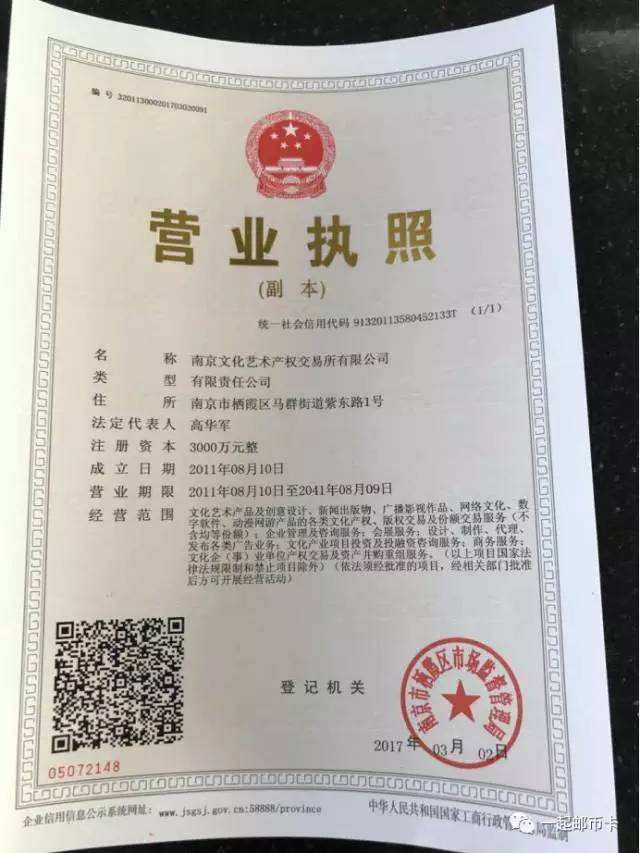 编 号 320113000201703020091
营业执照
(副 本)
统一社会信用代码 91320113580452133T (1/1)
名 称 南京文化艺术产权交易所有限公司
类 型 有限责任公司
住 所 南京市栖霞区马群街道紫东路1号
法定代表人 高华军
注册资本 3000万元整
成立日期 2011年08月10日
营业期限 2011年08月10日至2041年08月09日
经营范围 文化艺术产品及创意设计、新闻出版物、广播影视作品、网络文化、数
字软件、动漫网游产品的各类文化产权、版权交易及份额交易服务（不
含均等份额）；企业管理及咨询服务；会展服务；设计、制作、代理、
发布各类广告业务；文化产业项目投资及投融资咨询服务；商务服务；
文化企（事）业单位产权交易及资产并购重组服务。（以上项目国家法
律法规限制和禁止项目除外）（依法须经批准的项目，经相关部门批准
后方可开展经营活动）
登记机关
南京市栖霞区市场监督管理局
2017年 03月 02日
05072148
企业信用信息公示系统网址: www.jsgsj.gov.cn:58888/province
中华人民共和国国家工商行政管
局监制
一起邮币卡